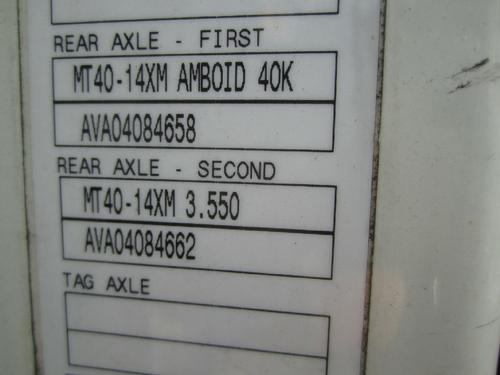 REAR AXLE - FIRST
MT40-14XM AMBOID 40K
AVA04084658
REAR AXLE - SECOND
MT40-14XM 3.550
AVA04084662
TAG AXLE